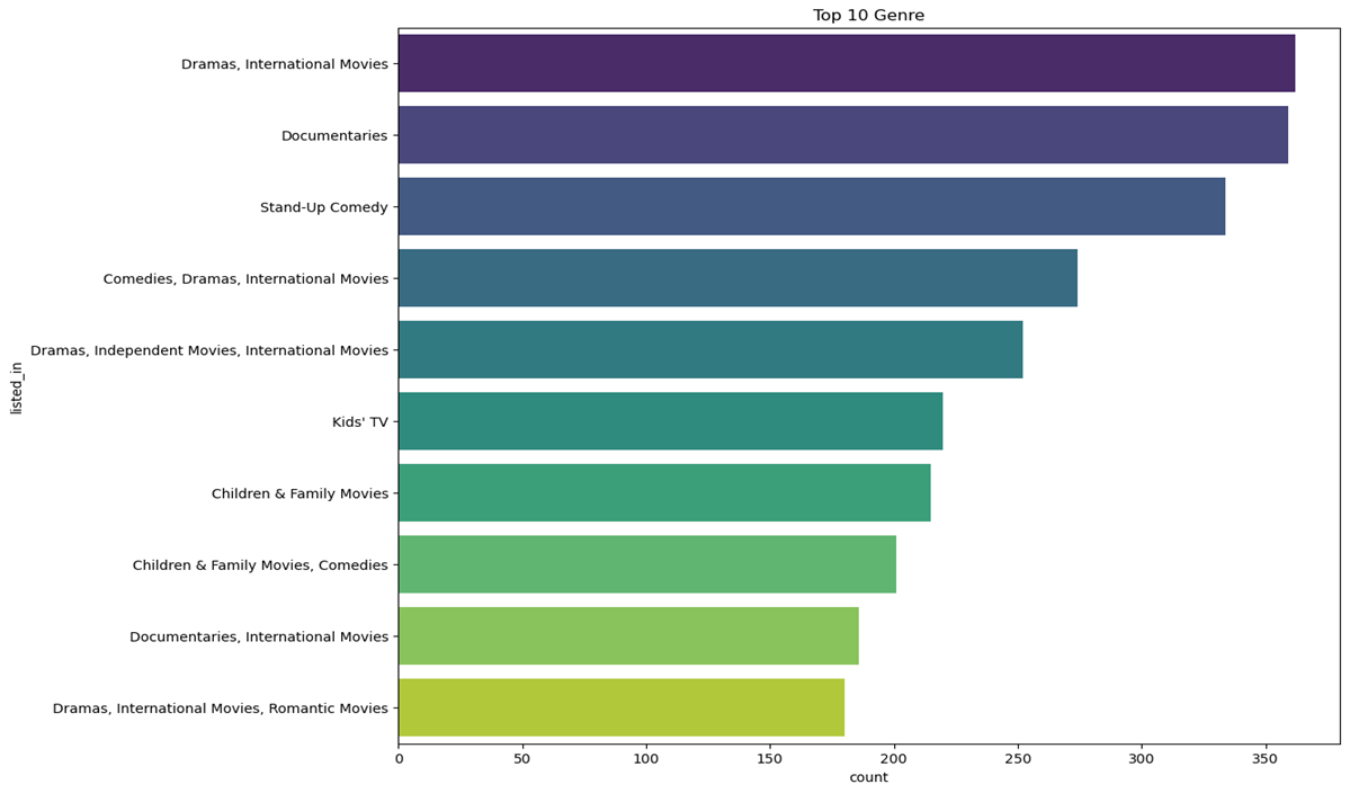 Top 10 Genre
Dramas, International Movies
Documentaries
Stand-Up Comedy
Comedies, Dramas, International Movies
Dramas, Independent Movies, International Movies
Kids' TV
Children & Family Movies
Children & Family Movies, Comedies
Documentaries, International Movies
Dramas, International Movies, Romantic Movies
listed_in
0 50 100 150 200 250 300 350
count